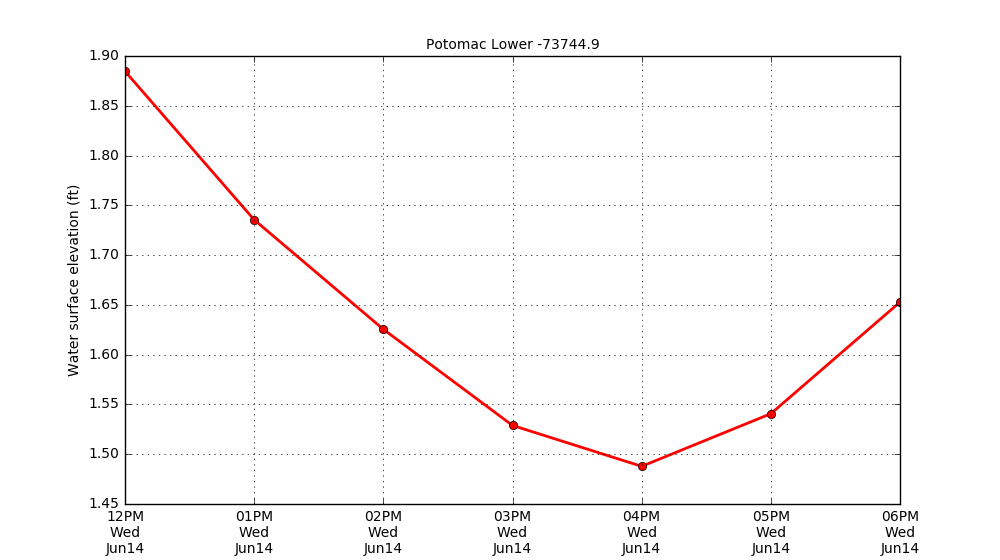 Potomac Lower -73744.9
1.90
1.85
1.80
1.75
1.70
1.65
1.60
1.55
1.50
1.45
Water surface elevation (ft)
12PM 01PM 02PM 03PM 04PM 05PM 06PM
Wed Wed Wed Wed Wed Wed Wed
Jun14 Jun14 Jun14 Jun14 Jun14 Jun14 Jun14